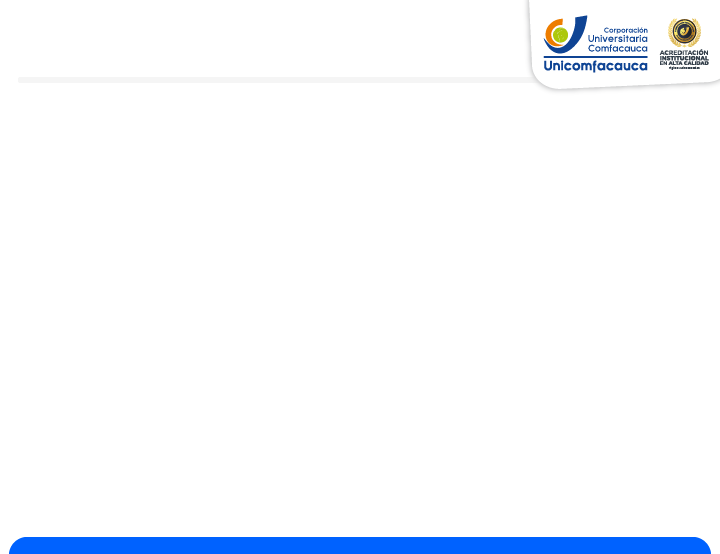 Corporación
Universitaria
Comfacauca
Unicomfacauca
ACREDITACIÓN
INSTITUCIONAL
EN ALTA CALIDAD